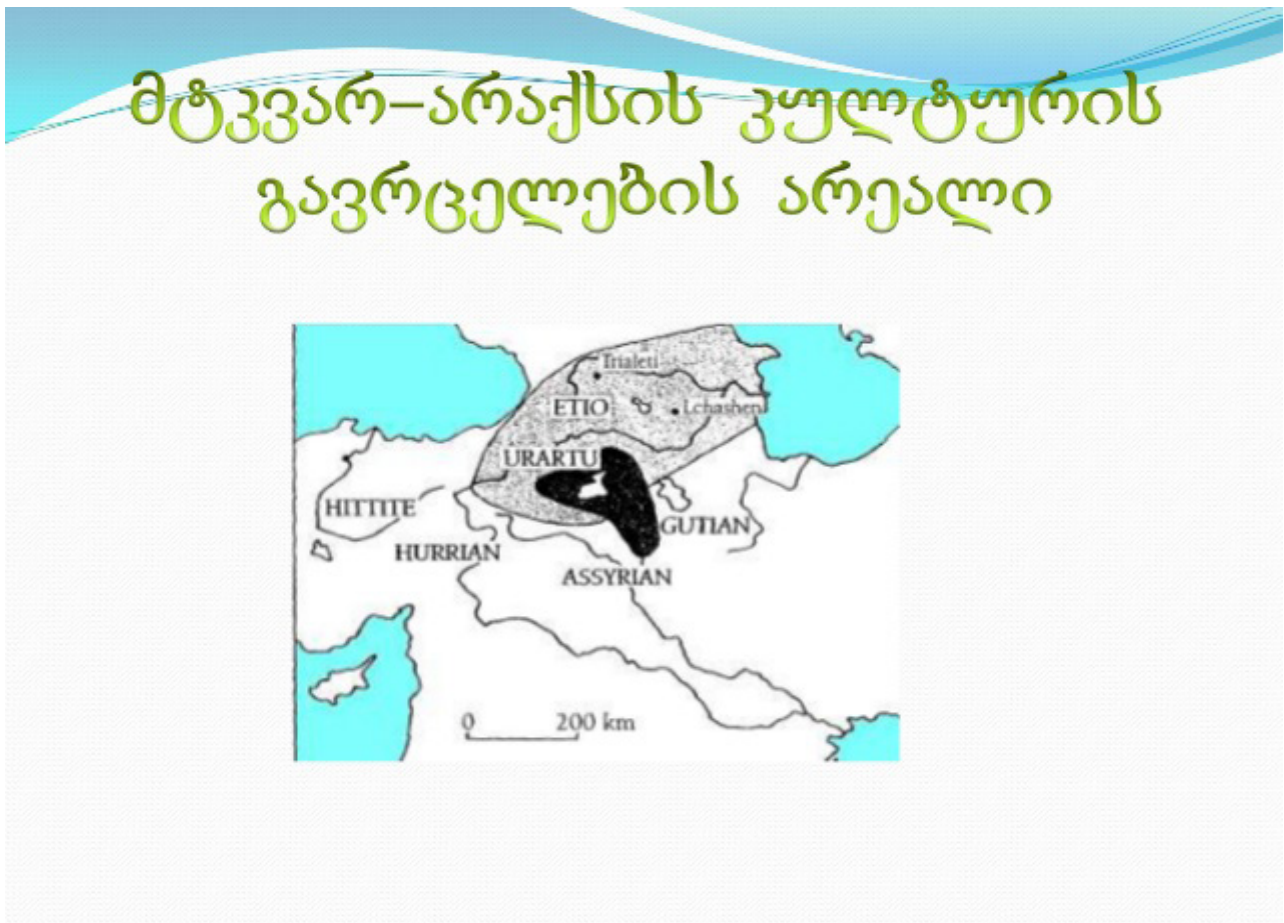 მტკვარ–არაქსის კულტურის
გავრცელების არეალი
Trialeti
ETIO
Lchashen
URARTU
HITTITE
GUTIAN
HURRIAN
ASSYRIAN
0 200 km